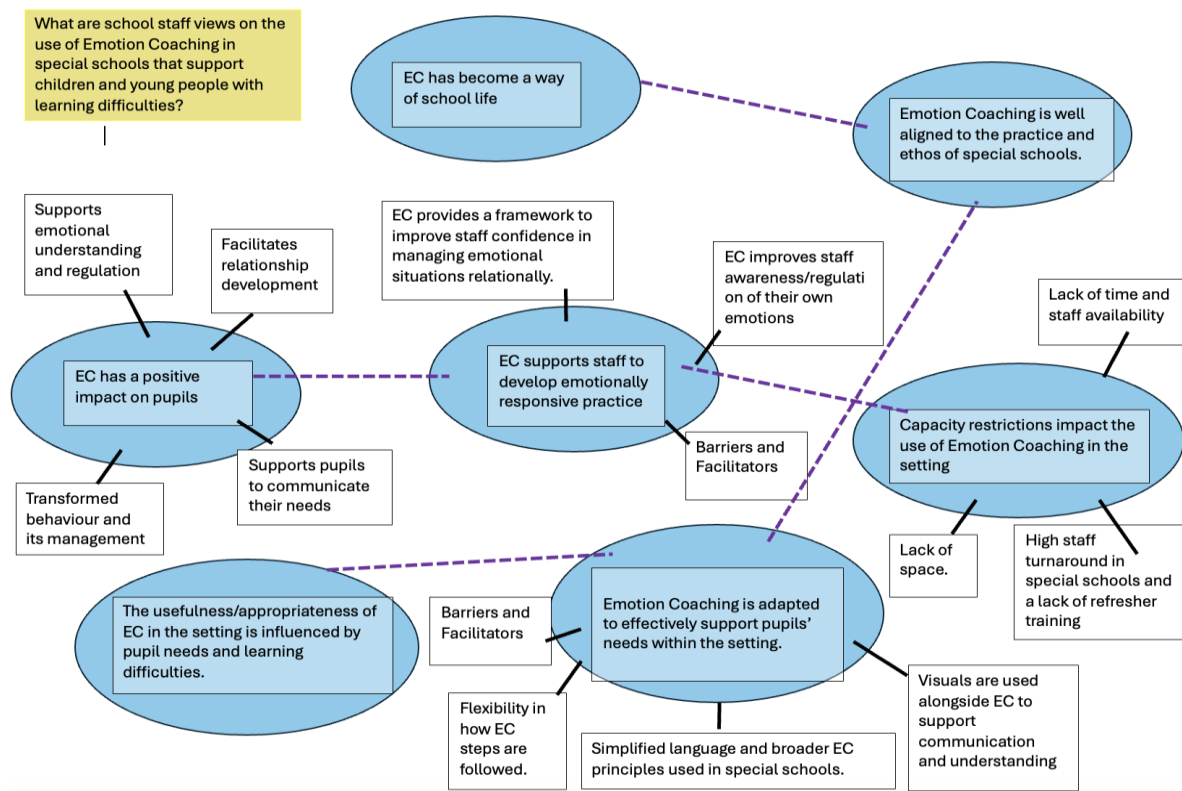 What are school staff views on the
use of Emotion Coaching in
special schools that support
children and young people with
learning difficulties?
EC has become a way
of school life
Emotion Coaching is well
aligned to the practice and
ethos of special schools.
Supports
emotional
understanding
and regulation
Facilitates
relationship
development
EC provides a framework to
improve staff confidence in
managing emotional
situations relationally.
EC improves staff
awareness/regulati
on of their own
emotions
Lack of time and
staff availability
EC has a positive
impact on pupils
EC supports staff to
develop emotionally
responsive practice
Capacity restrictions impact the
use of Emotion Coaching in the
setting
Barriers and
Facilitators
Supports pupils
to communicate
their needs
Transformed
behaviour and
its management
Lack of
space.
High staff
turnaround in
special schools and
a lack of refresher
training
The usefulness/appropriateness of
EC in the setting is influenced by
pupil needs and learning
difficulties.
Barriers and
Facilitators
Emotion Coaching is adapted
to effectively support pupils’
needs within the setting.
Flexibility in
how EC
steps are
followed.
Simplified language and broader EC
principles used in special schools.
Visuals are used
alongside EC to
support
communication
and understanding